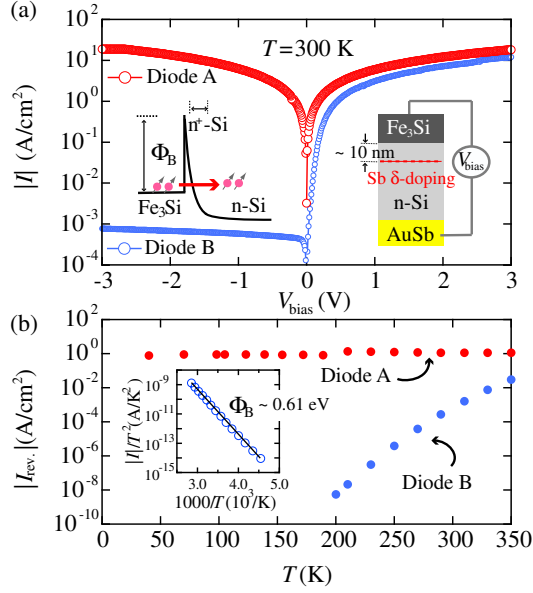 (a)
10²
10¹
10⁰
10⁻¹
10⁻²
10⁻³
10⁻⁴
|I| (A/cm²)
T = 300 K
Diode A
Diode B
n⁺-Si
Φ_B
Fe₃Si
n-Si
Fe₃Si
~ 10 nm
Sb δ-doping
n-Si
AuSb
V_bias
-3 -2 -1 0 1 2 3
V_bias (V)
(b)
10²
10⁰
10⁻²
10⁻⁴
10⁻⁶
10⁻⁸
10⁻¹⁰
|I_rev.| (A/cm²)
Diode A
Diode B
10⁻⁹
10⁻¹¹
10⁻¹³
10⁻¹⁵
|I|/T² (A/K²)
Φ_B ~ 0.61 eV
3.0 4.0 5.0
1000/T (10³/K)
0 50 100 150 200 250 300 350
T (K)